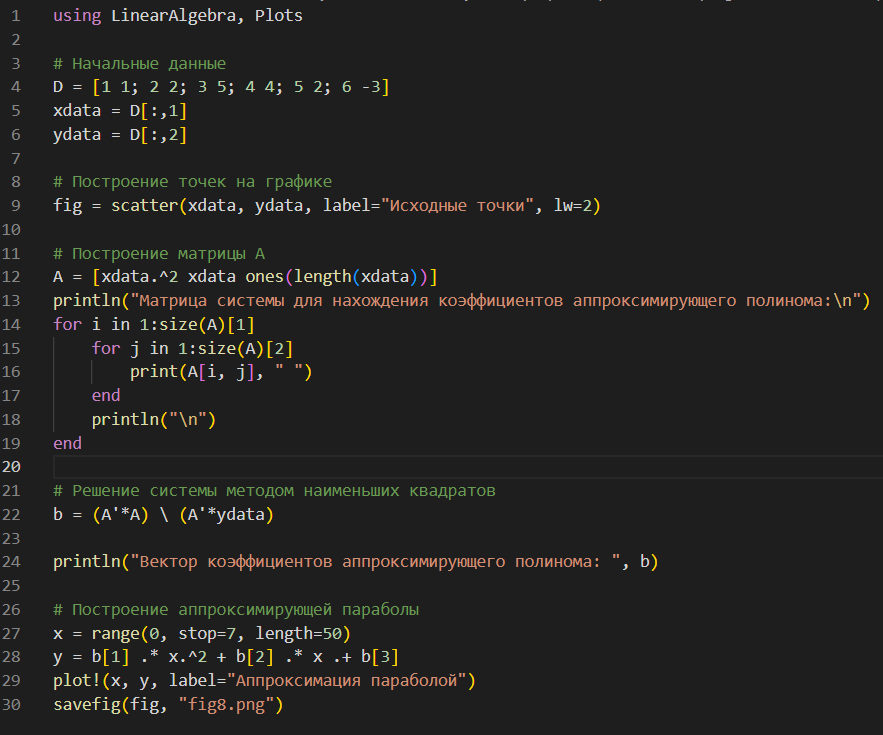 1 using LinearAlgebra, Plots
2
3 # Начальные данные
4 D = [1 1; 2 2; 3 5; 4 4; 5 2; 6 -3]
5 xdata = D[:,1]
6 ydata = D[:,2]
7
8 # Построение точек на графике
9 fig = scatter(xdata, ydata, label="Исходные точки", lw=2)
10
11 # Построение матрицы А
12 A = [xdata.^2 xdata ones(length(xdata))]
13 println("Матрица системы для нахождения коэффициентов аппроксимирующего полинома:\n")
14 for i in 1:size(A)[1]
15     for j in 1:size(A)[2]
16         print(A[i, j], " ")
17     end
18     println("\n")
19 end
20
21 # Решение системы методом наименьших квадратов
22 b = (A'*A) \ (A'*ydata)
23
24 println("Вектор коэффициентов аппроксимирующего полинома: ", b)
25
26 # Построение аппроксимирующей параболы
27 x = range(0, stop=7, length=50)
28 y = b[1] .* x.^2 + b[2] .* x .+ b[3]
29 plot!(x, y, label="Аппроксимация параболой")
30 savefig(fig, "fig8.png")